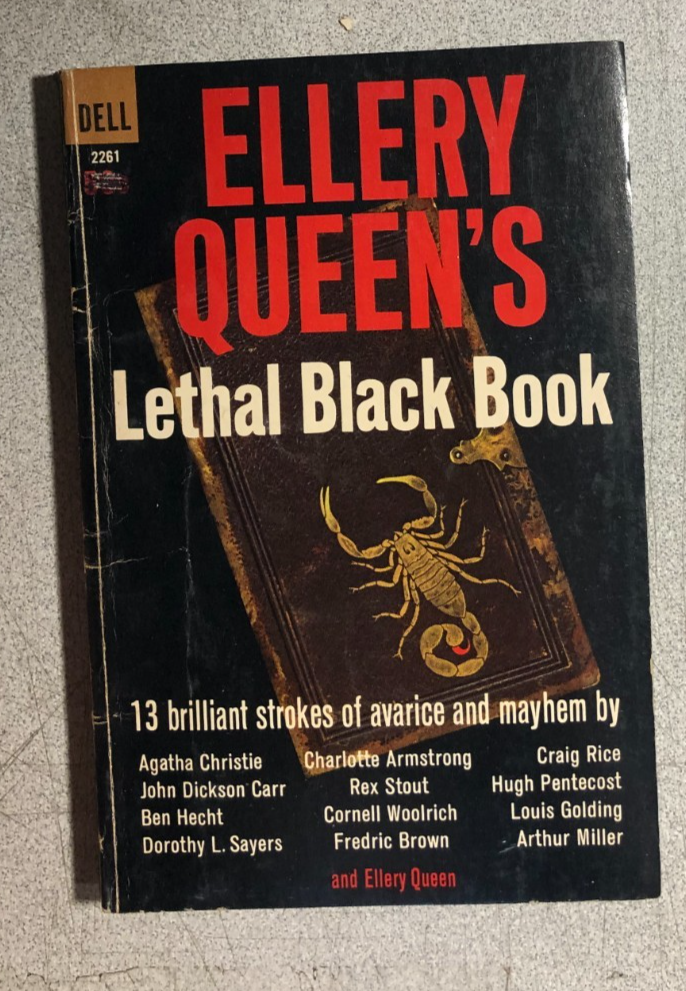 DELL
2261
ELLERY
QUEEN'S
Lethal Black Book
13 brilliant strokes of avarice and mayhem by
Agatha Christie Charlotte Armstrong Craig Rice
John Dickson Carr Rex Stout Hugh Pentecost
Ben Hecht Cornell Woolrich Louis Golding
Dorothy L. Sayers Fredric Brown Arthur Miller
and Ellery Queen